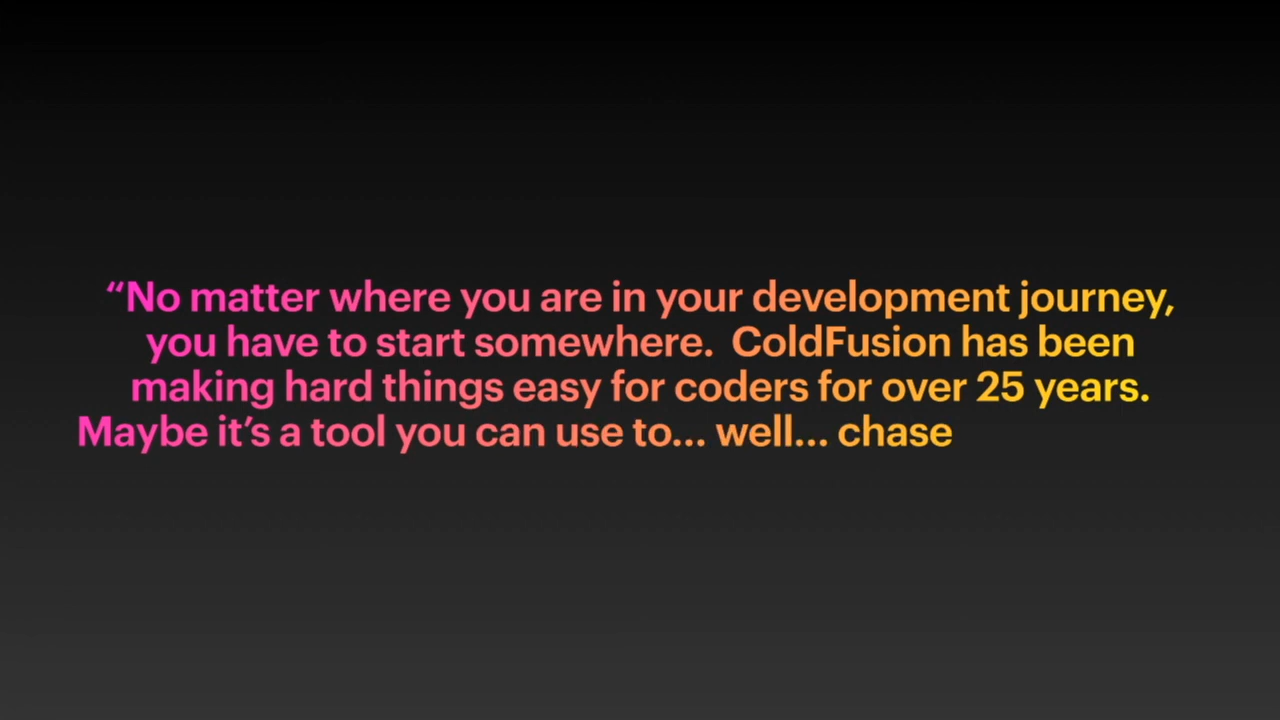 “No matter where you are in your development journey,
you have to start somewhere.  ColdFusion has been
making hard things easy for coders for over 25 years.
Maybe it’s a tool you can use to... well... chase